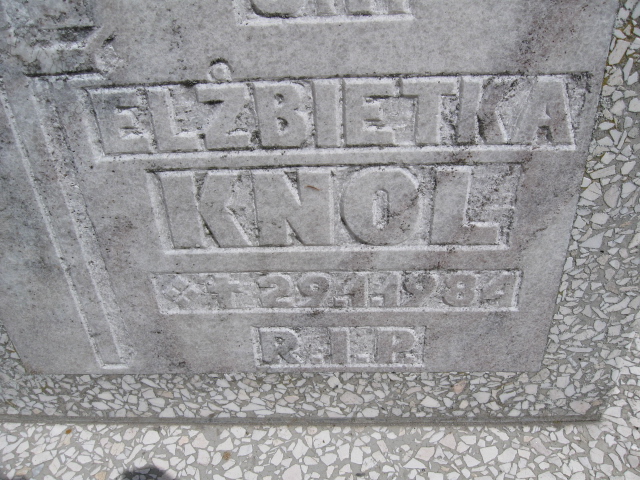 ELŻBIETKA
KNOL
29.1.1984
R.I.P.